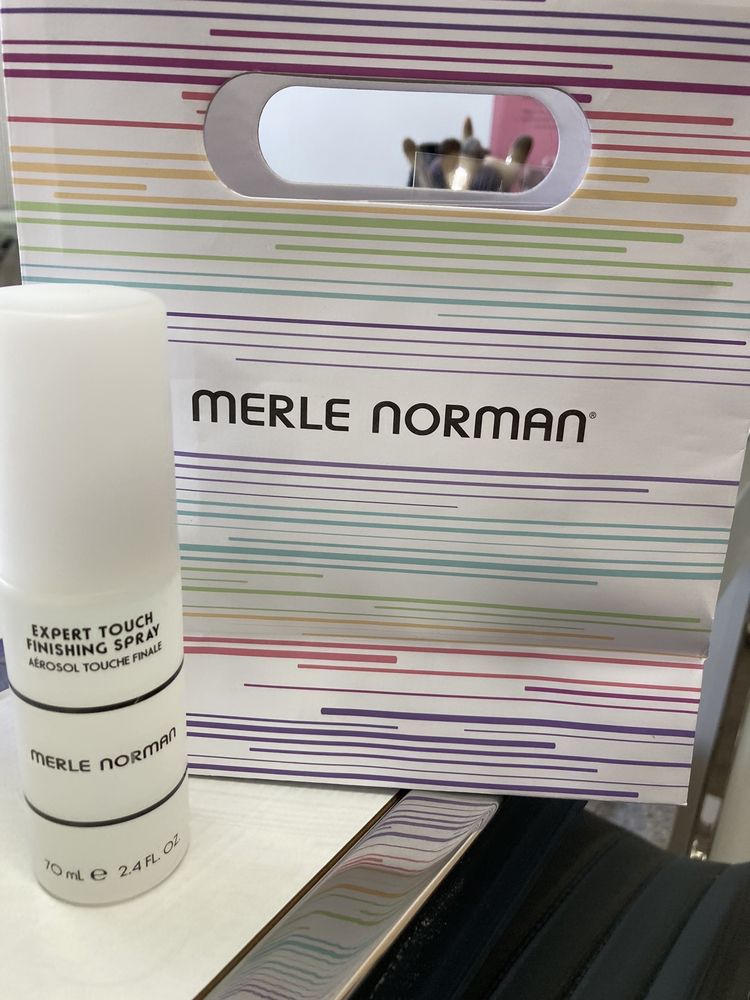 MERLE NORMAN®
EXPERT TOUCH
FINISHING SPRAY
AÉROSOL TOUCHE FINALE
MERLE NORMAN
70 mL e 2.4 FL. OZ.